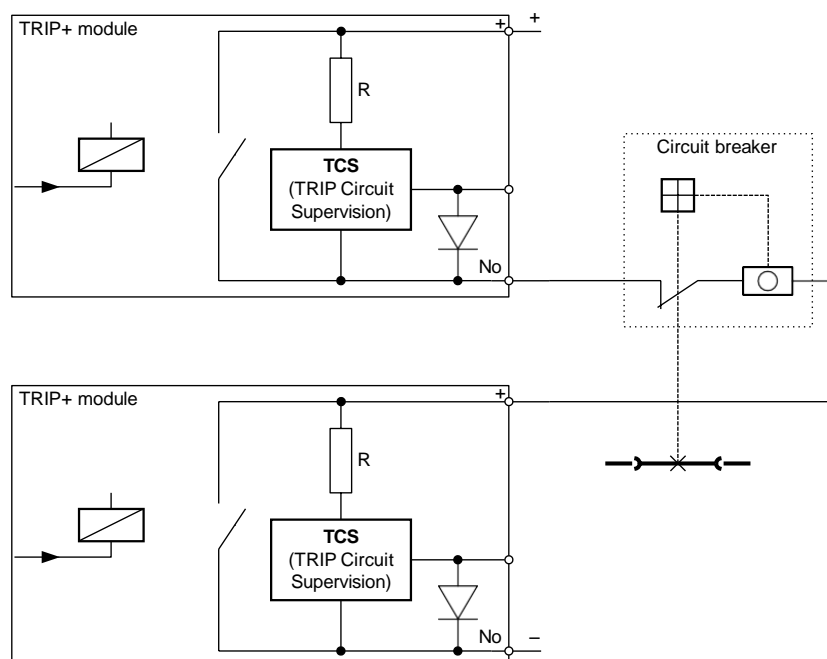 TRIP+ module
+
+
R
TCS
(TRIP Circuit
Supervision)
No
Circuit breaker
TRIP+ module
+
R
TCS
(TRIP Circuit
Supervision)
No
–